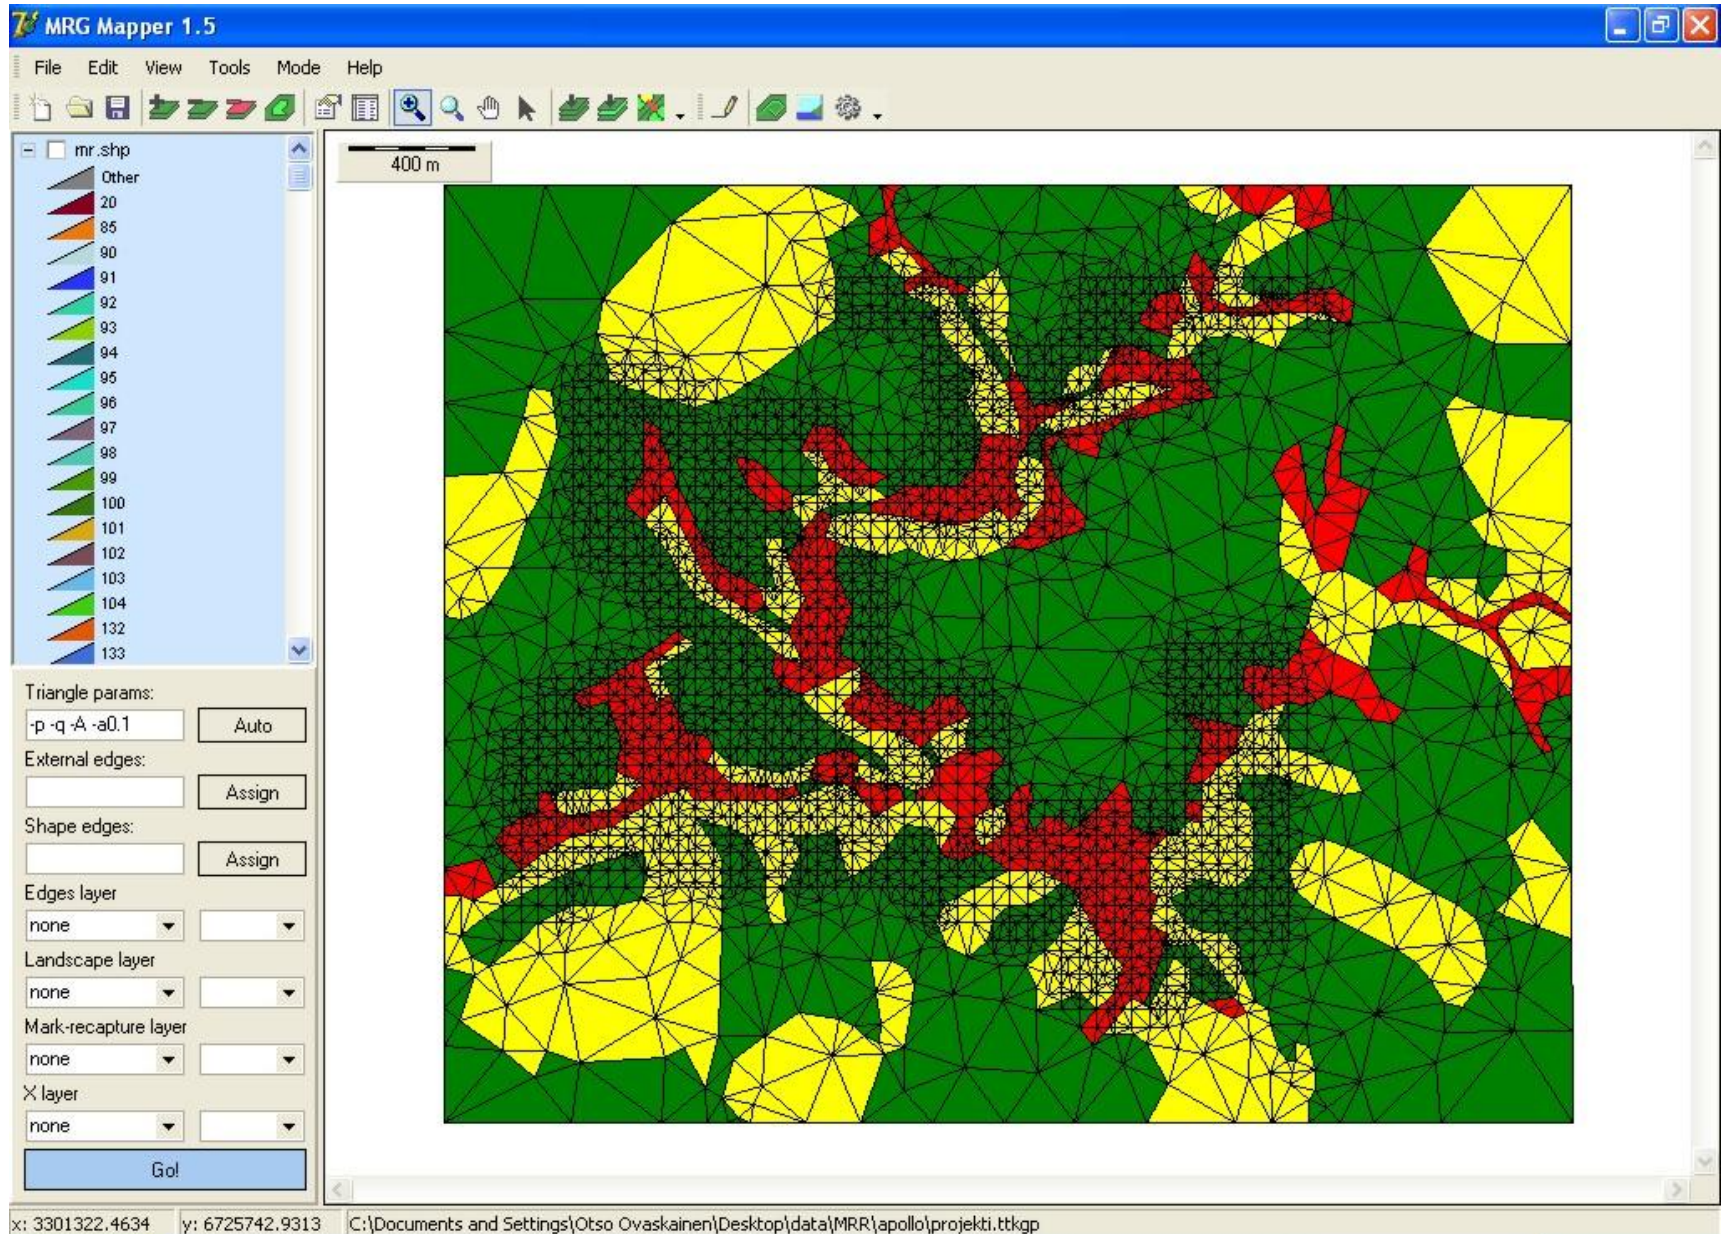 MRG Mapper 1.5
File Edit View Tools Mode Help
mr.shp
Other
20
85
90
91
92
93
94
95
96
97
98
99
100
101
102
103
104
132
133
400 m
Triangle params:
-p -q -A -a0.1 Auto
External edges:
Assign
Shape edges:
Assign
Edges layer
none
Landscape layer
none
Mark-recapture layer
none
X layer
none
Go!
x: 3301322.4634 y: 6725742.9313 C:\Documents and Settings\Otso Ovaskainen\Desktop\data\MRR\apollo\projekti.ttkgp